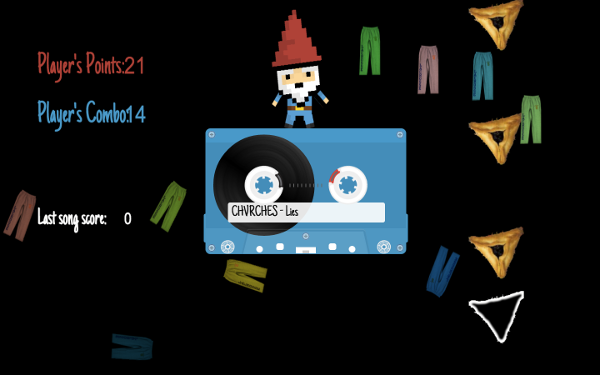 Player's Points:21
Player's Combo:14
CHVRCHES - Lies
Last song score: 0